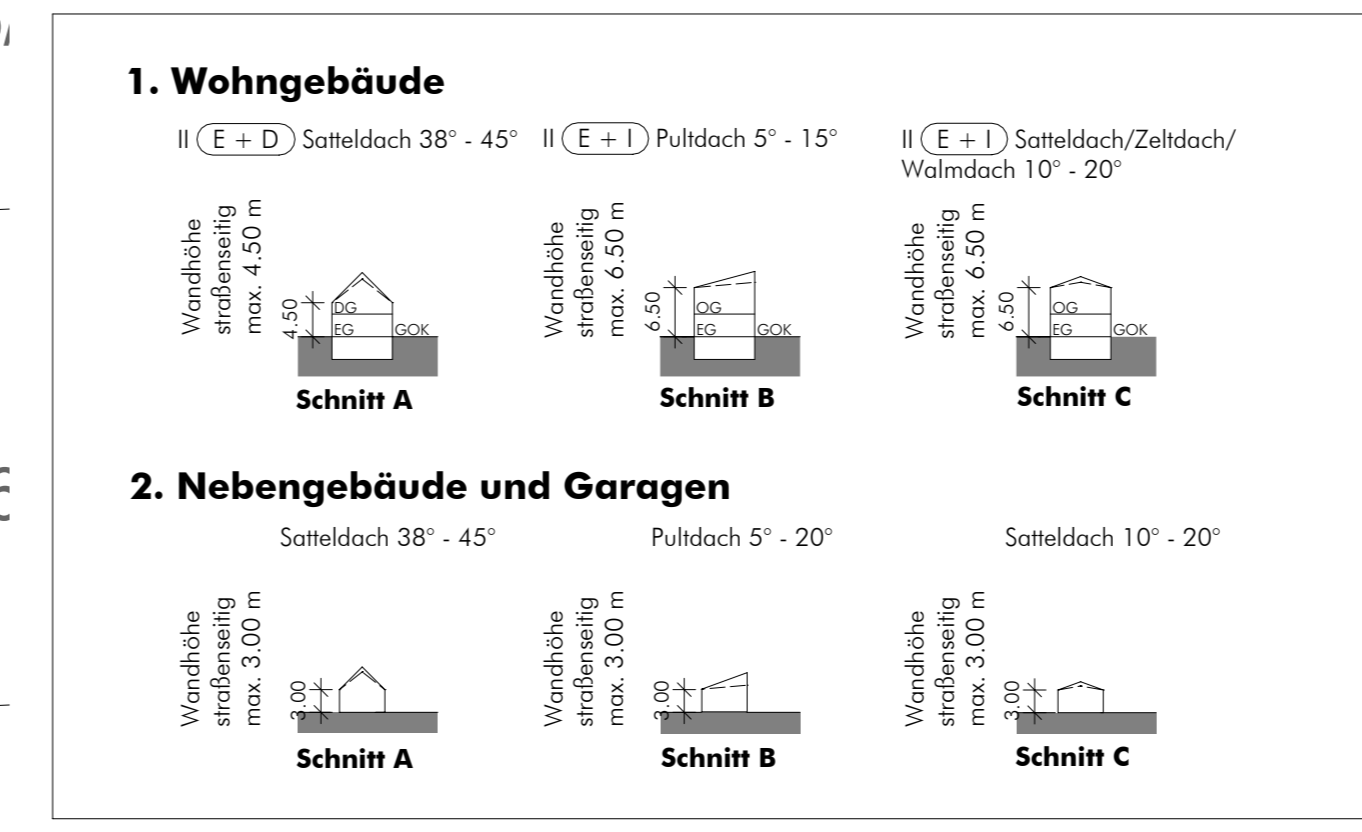 1. Wohngebäude
II (E + D) Satteldach 38° - 45°
II (E + I) Pultdach 5° - 15°
II (E + I) Satteldach/Zeltdach/
Walmdach 10° - 20°
Wandhöhe
straßenseitig
max. 4.50 m
4.50
DG
EG
GOK
Schnitt A
Wandhöhe
straßenseitig
max. 6.50 m
6.50
OG
EG
GOK
Schnitt B
Wandhöhe
straßenseitig
max. 6.50 m
6.50
OG
EG
GOK
Schnitt C
2. Nebengebäude und Garagen
Satteldach 38° - 45°
Pultdach 5° - 20°
Satteldach 10° - 20°
Wandhöhe
straßenseitig
max. 3.00 m
3.00
Schnitt A
Wandhöhe
straßenseitig
max. 3.00 m
3.00
Schnitt B
Wandhöhe
straßenseitig
max. 3.00 m
3.00
Schnitt C